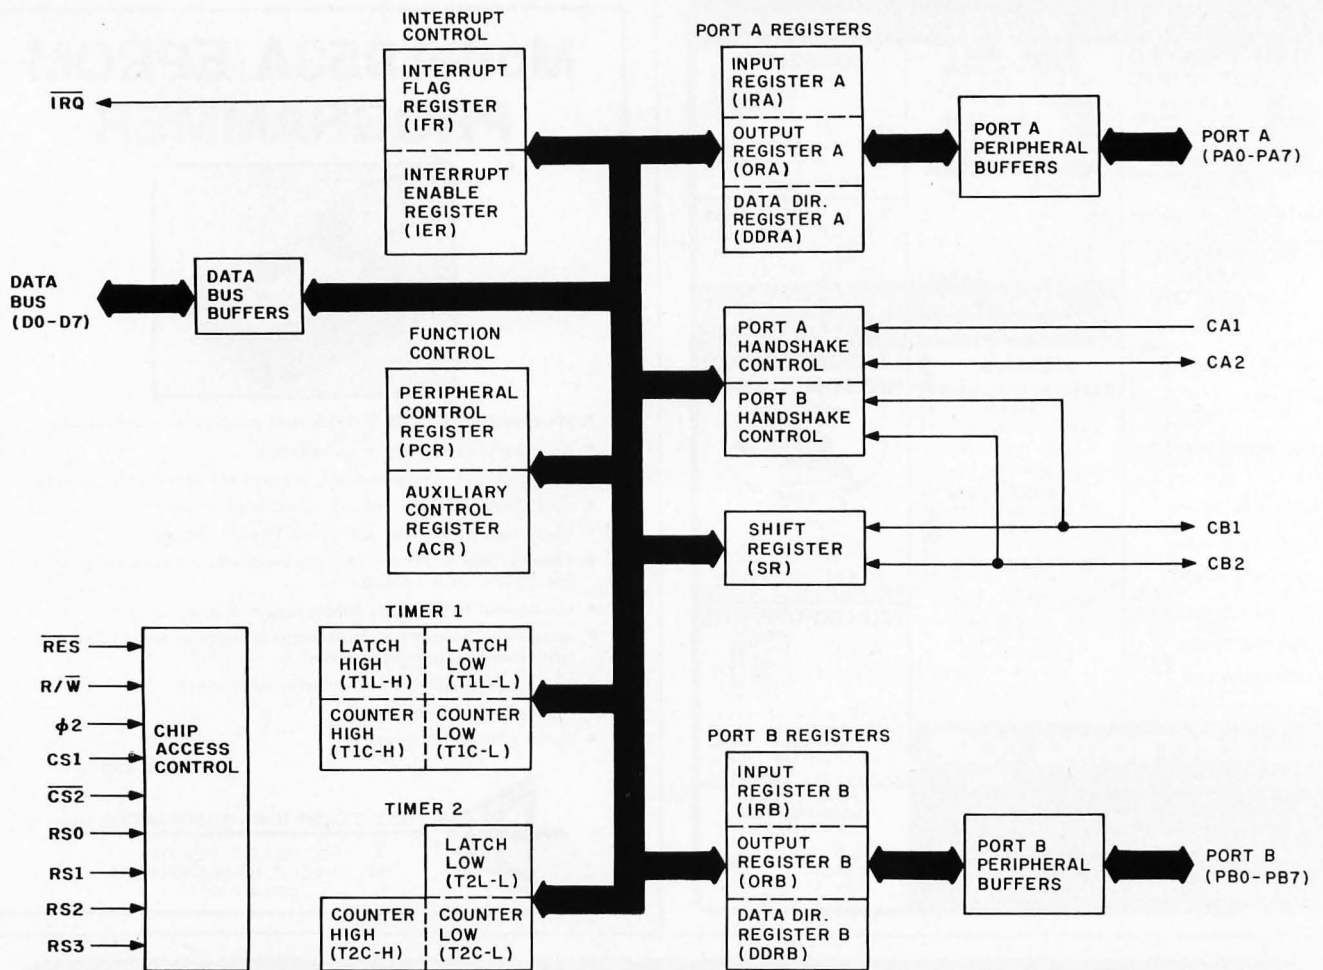 INTERRUPT
CONTROL
INTERRUPT
FLAG
REGISTER
(IFR)
INTERRUPT
ENABLE
REGISTER
(IER)
IRQ
PORT A REGISTERS
INPUT
REGISTER A
(IRA)
OUTPUT
REGISTER A
(ORA)
DATA DIR.
REGISTER A
(DDRA)
PORT A
PERIPHERAL
BUFFERS
PORT A
(PA0-PA7)
DATA
BUS
(D0-D7)
DATA
BUS
BUFFERS
FUNCTION
CONTROL
PERIPHERAL
CONTROL
REGISTER
(PCR)
AUXILIARY
CONTROL
REGISTER
(ACR)
PORT A
HANDSHAKE
CONTROL
PORT B
HANDSHAKE
CONTROL
CA1
CA2
SHIFT
REGISTER
(SR)
CB1
CB2
TIMER 1
LATCH
HIGH
(T1L-H)
LATCH
LOW
(T1L-L)
COUNTER
HIGH
(T1C-H)
COUNTER
LOW
(T1C-L)
TIMER 2
LATCH
LOW
(T2L-L)
COUNTER
HIGH
(T2C-H)
COUNTER
LOW
(T2C-L)
RES
R/W
ϕ2
CS1
CS2
RS0
RS1
RS2
RS3
CHIP
ACCESS
CONTROL
PORT B REGISTERS
INPUT
REGISTER B
(IRB)
OUTPUT
REGISTER B
(ORB)
DATA DIR.
REGISTER B
(DDRB)
PORT B
PERIPHERAL
BUFFERS
PORT B
(PB0-PB7)